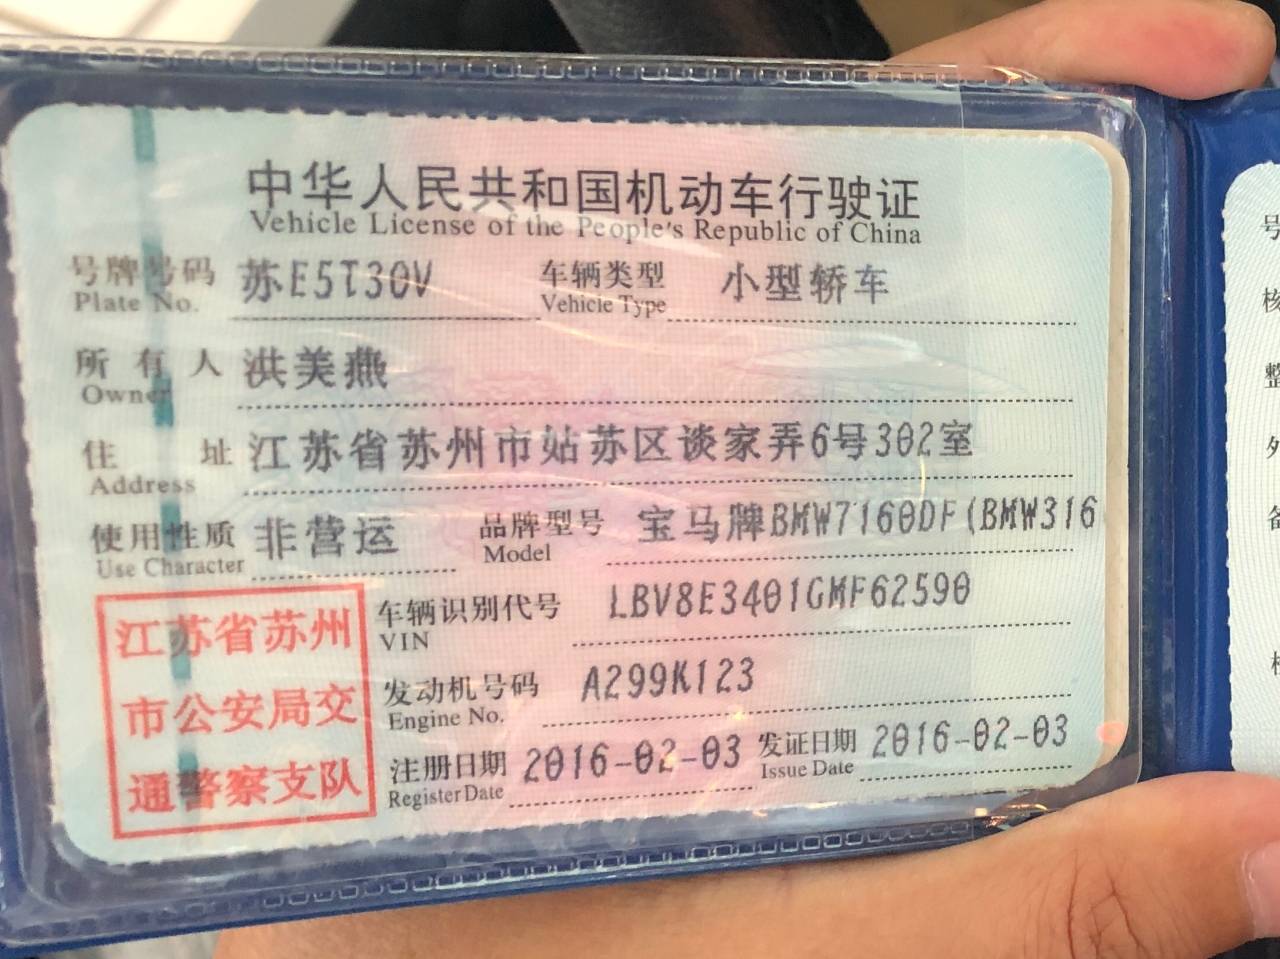 中华人民共和国机动车行驶证
Vehicle License of the People's Republic of China
号牌号码 苏E5T30V 车辆类型 小型轿车
Plate No. Vehicle Type
所有人 洪美燕
Owner
住址 江苏省苏州市姑苏区谈家弄6号302室
Address
使用性质 非营运 品牌型号 宝马牌BMW7160DF(BMW316
Use Character Model
车辆识别代号 LBV8E3401GMF62590
VIN
发动机号码 A299K123
Engine No.
注册日期 2016-02-03 发证日期 2016-02-03
Register Date Issue Date
江苏省苏州
市公安局交
通警察支队
号
核
整